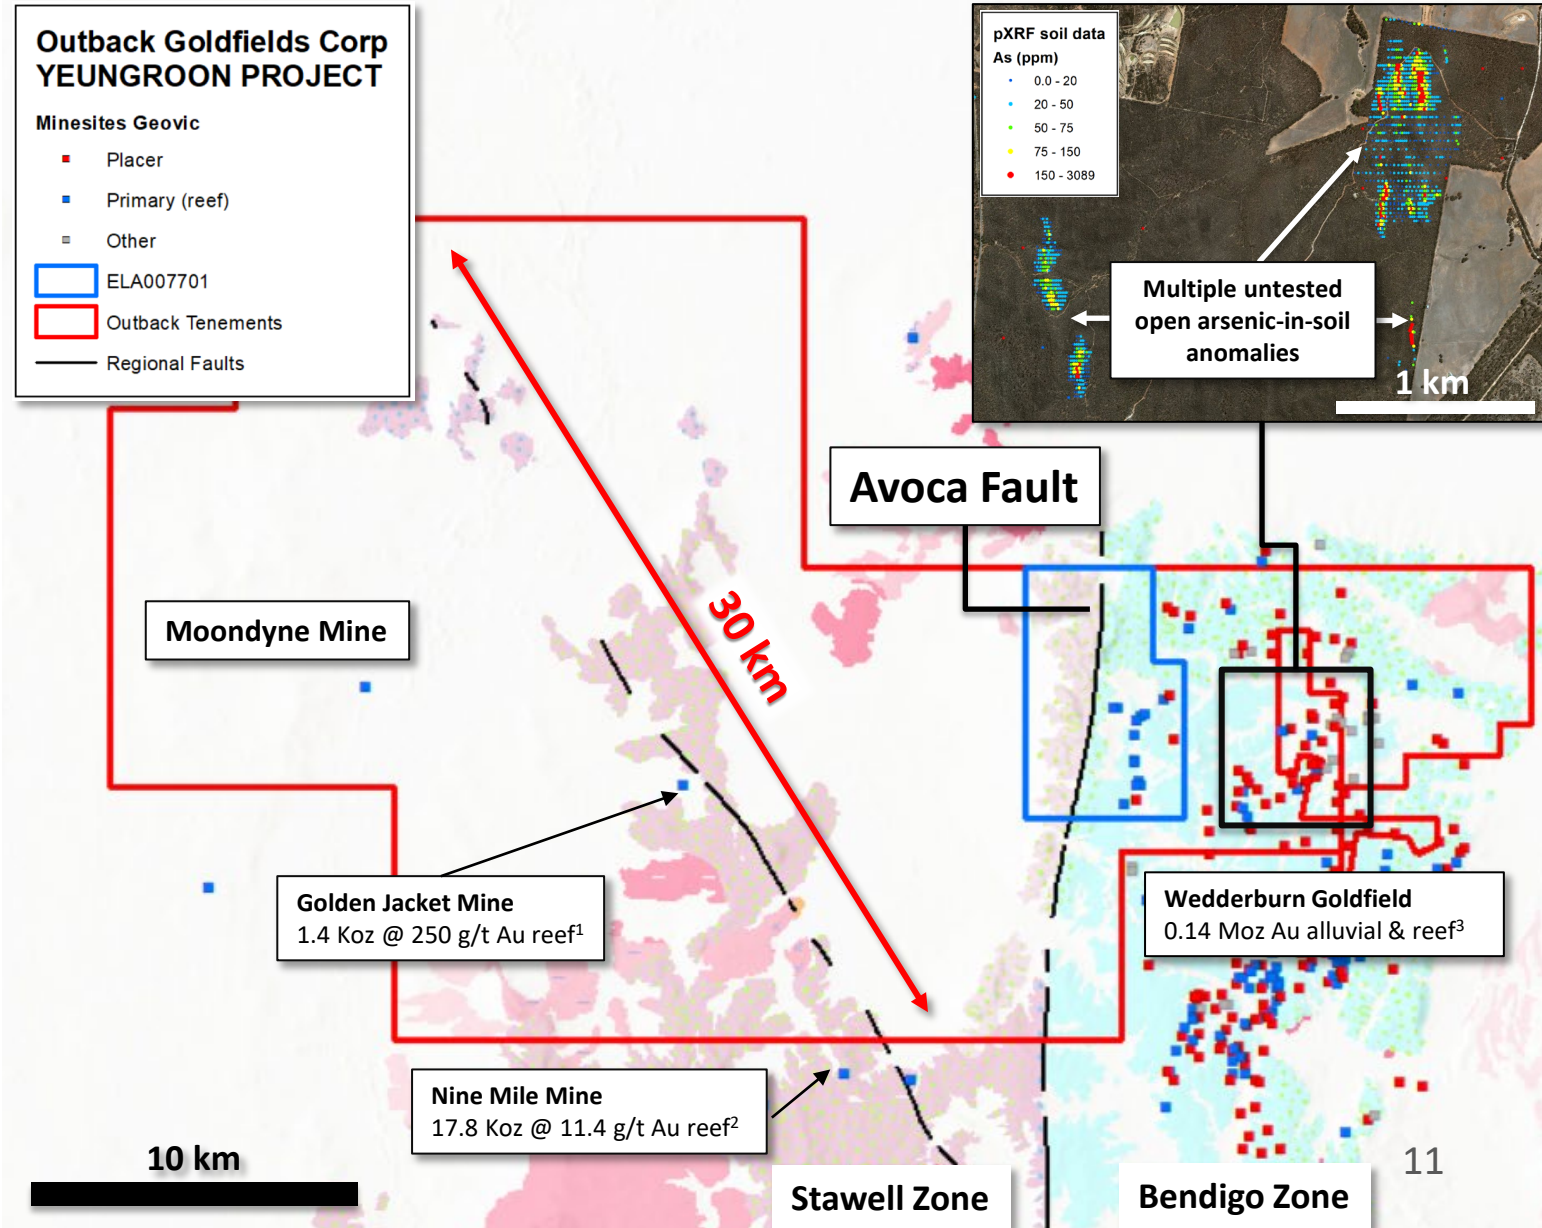 Outback Goldfields Corp
YEUNGROON PROJECT
Minesites Geovic
Placer
Primary (reef)
Other
ELA007701
Outback Tenements
Regional Faults
pXRF soil data
As (ppm)
0.0 - 20
20 - 50
50 - 75
75 - 150
150 - 3089
Multiple untested
open arsenic-in-soil
anomalies
1 km
Avoca Fault
30 km
Moondyne Mine
Golden Jacket Mine
1.4 Koz @ 250 g/t Au reef¹
Wedderburn Goldfield
0.14 Moz Au alluvial & reef³
Nine Mile Mine
17.8 Koz @ 11.4 g/t Au reef²
10 km
Stawell Zone
Bendigo Zone
11